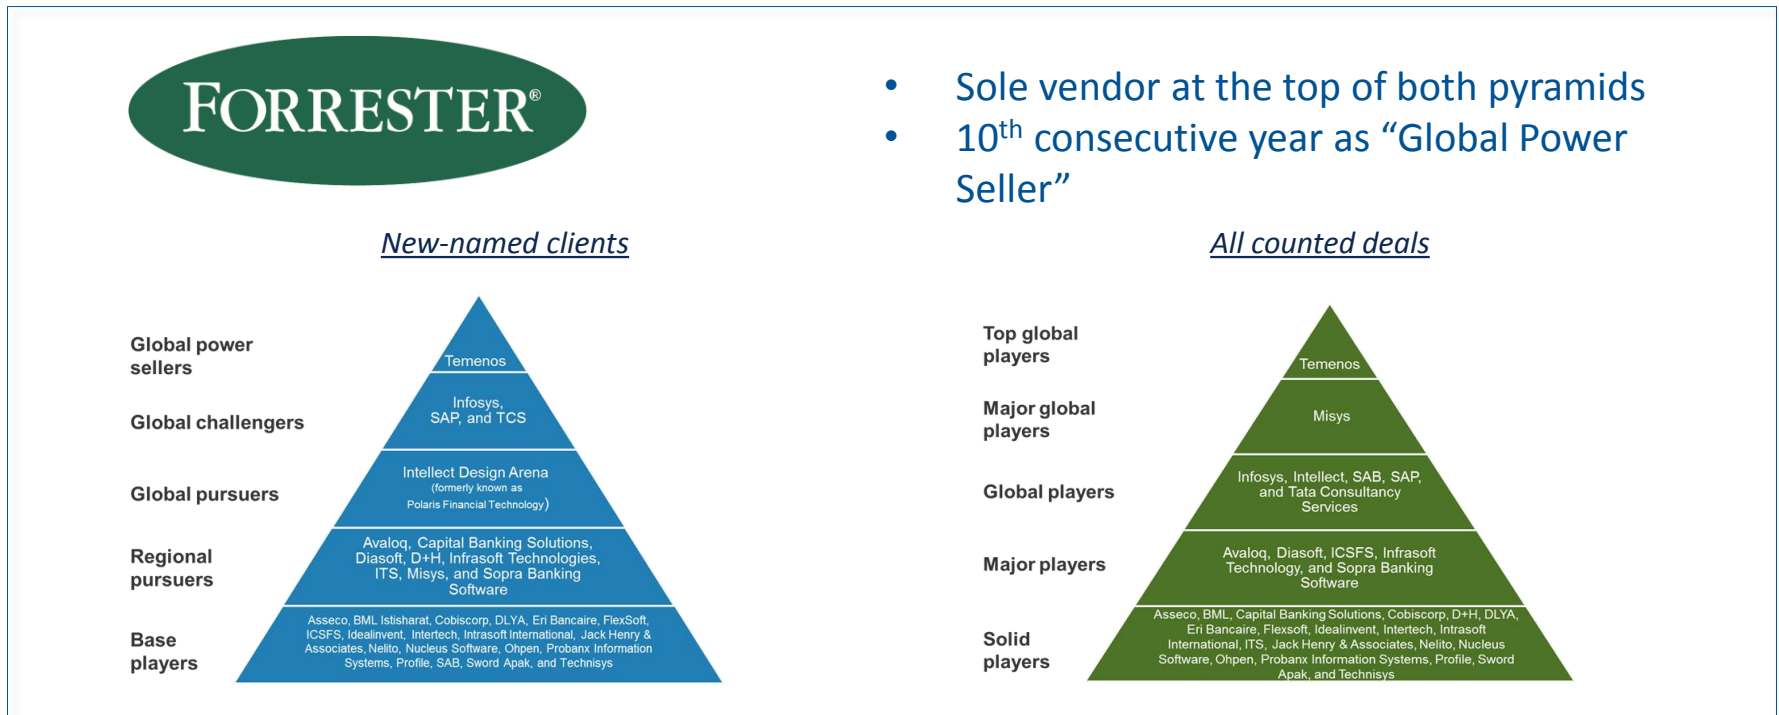 FORRESTER®
• Sole vendor at the top of both pyramids
• 10th consecutive year as “Global Power
Seller”
New-named clients
Global power
sellers
Temenos
Global challengers
Infosys,
SAP, and TCS
Global pursuers
Intellect Design Arena
(formerly known as
Polaris Financial Technology)
Regional
pursuers
Avaloq, Capital Banking Solutions,
Diasoft, D+H, Infrasoft Technologies,
ITS, Misys, and Sopra Banking
Software
Base
players
Asseco, BML Istisharat, Cobiscorp, DLYA, Eri Bancaire, FlexSoft,
ICSFS, Idealinvent, Intertech, Intrasoft International, Jack Henry &
Associates, Nelito, Nucleus Software, Ohpen, Probanx Information
Systems, Profile, SAB, Sword Apak, and Technisys
All counted deals
Top global
players
Temenos
Major global
players
Misys
Global players
Infosys, Intellect, SAB, SAP,
and Tata Consultancy
Services
Major players
Avaloq, Diasoft, ICSFS, Infrasoft
Technology, and Sopra Banking
Software
Solid
players
Asseco, BML, Capital Banking Solutions, Cobiscorp, D+H, DLYA,
Eri Bancaire, Flexsoft, Idealinvent, Intertech, Intrasoft
International, ITS, Jack Henry & Associates, Nelito, Nucleus
Software, Ohpen, Probanx Information Systems, Profile, Sword
Apak, and Technisys